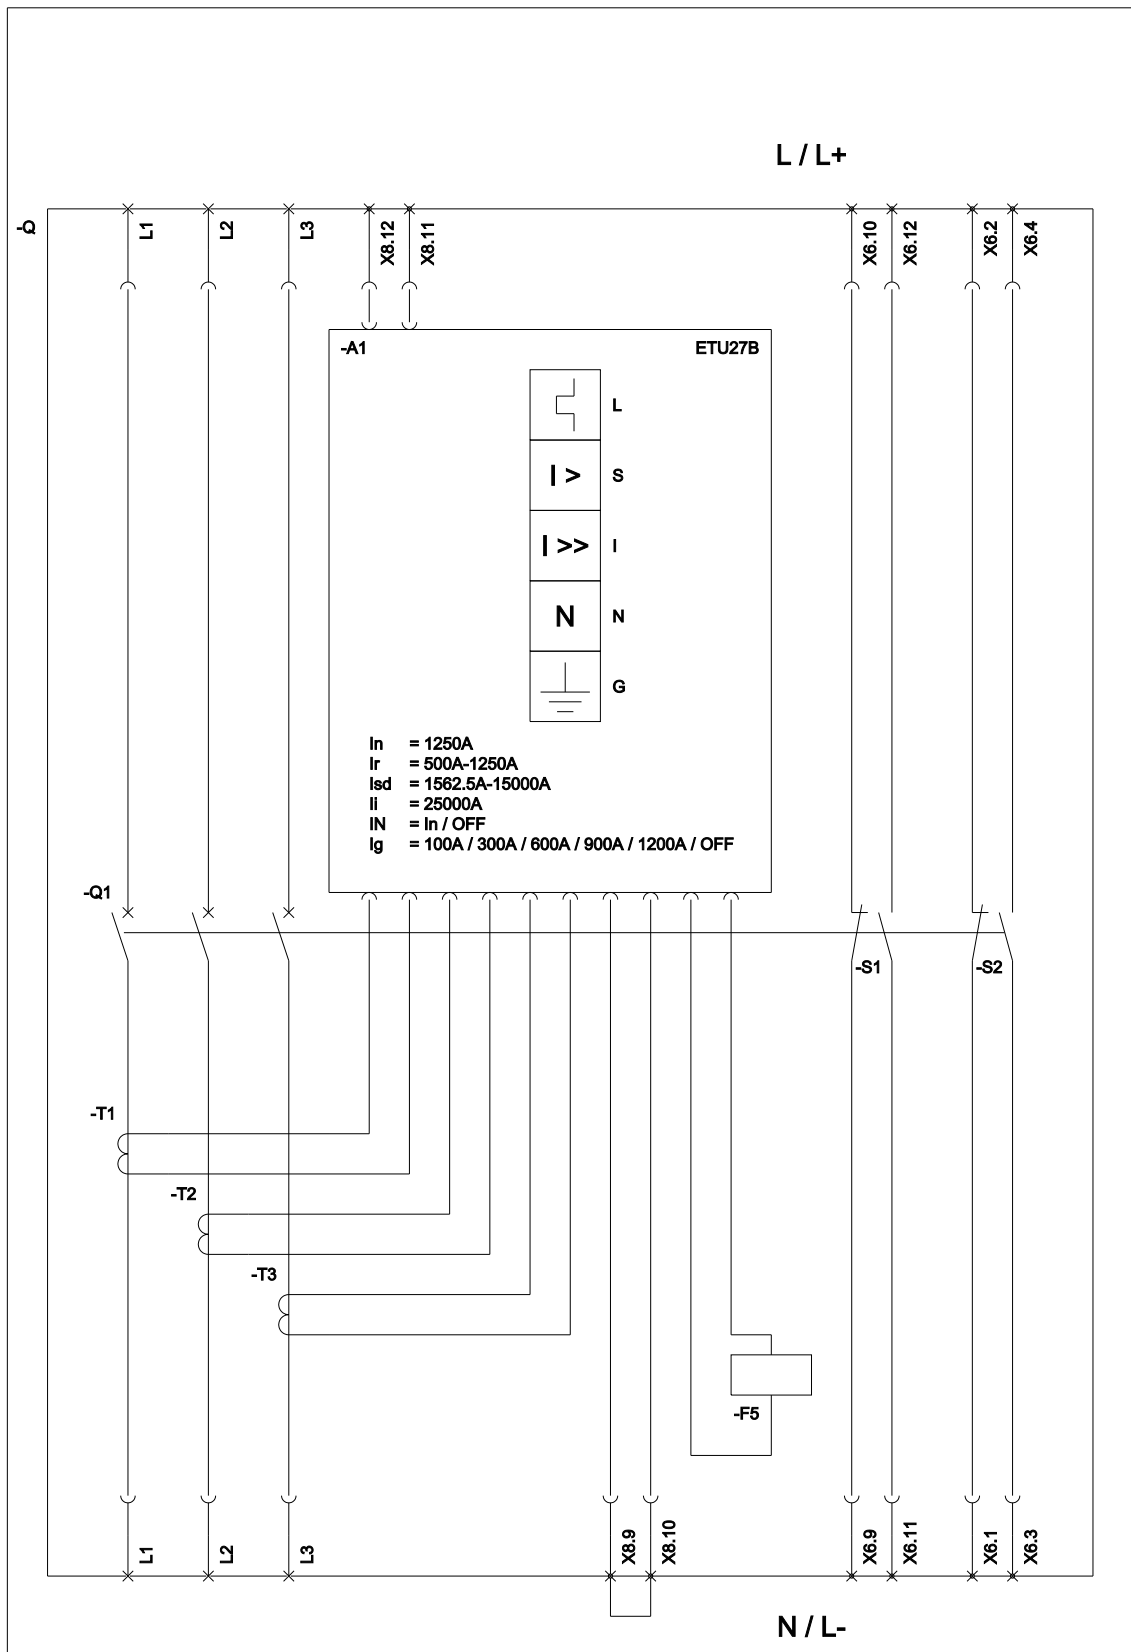 L / L+
-Q
L1
L2
L3
X8.12
X8.11
X6.10
X6.12
X6.2
X6.4
-A1
ETU27B
L
I > S
I >> I
N N
G
In = 1250A
Ir = 500A-1250A
Isd = 1562.5A-15000A
Ii = 25000A
IN = In / OFF
Ig = 100A / 300A / 600A / 900A / 1200A / OFF
-Q1
-S1
-S2
-T1
-T2
-T3
-F5
L1
L2
L3
X8.9
X8.10
X6.9
X6.11
X6.1
X6.3
N / L-